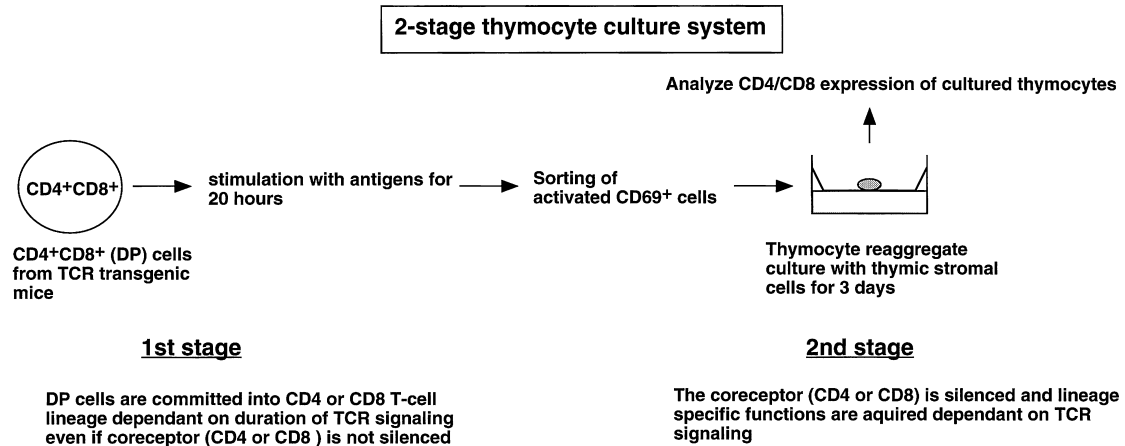 2-stage thymocyte culture system
Analyze CD4/CD8 expression of cultured thymocytes
CD4+CD8+
stimulation with antigens for
20 hours
Sorting of
activated CD69+ cells
CD4+CD8+ (DP) cells
from TCR transgenic
mice
Thymocyte reaggregate
culture with thymic stromal
cells for 3 days
1st stage
DP cells are committed into CD4 or CD8 T-cell
lineage dependant on duration of TCR signaling
even if coreceptor (CD4 or CD8 ) is not silenced
2nd stage
The coreceptor (CD4 or CD8) is silenced and lineage
specific functions are aquired dependant on TCR
signaling